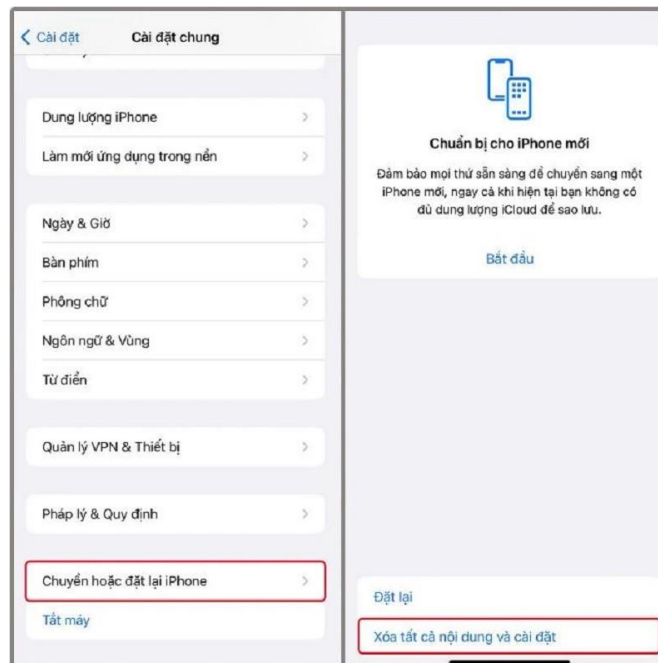 Cài đặt
Cài đặt chung
Dung lượng iPhone
Làm mới ứng dụng trong nền
Ngày & Giờ
Bàn phím
Phông chữ
Ngôn ngữ & Vùng
Từ điển
Quản lý VPN & Thiết bị
Pháp lý & Quy định
Chuyển hoặc đặt lại iPhone
Tắt máy
Chuẩn bị cho iPhone mới
Đảm bảo mọi thứ sẵn sàng để chuyển sang một
iPhone mới, ngay cả khi hiện tại bạn không có
đủ dung lượng iCloud để sao lưu.
Bắt đầu
Đặt lại
Xóa tất cả nội dung và cài đặt